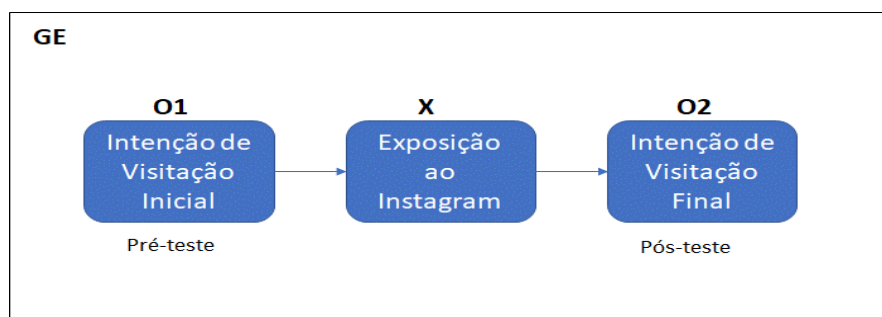 GE
O1
Intenção de
Visitação
Inicial
Pré-teste
X
Exposição
ao
Instagram
O2
Intenção de
Visitação
Final
Pós-teste